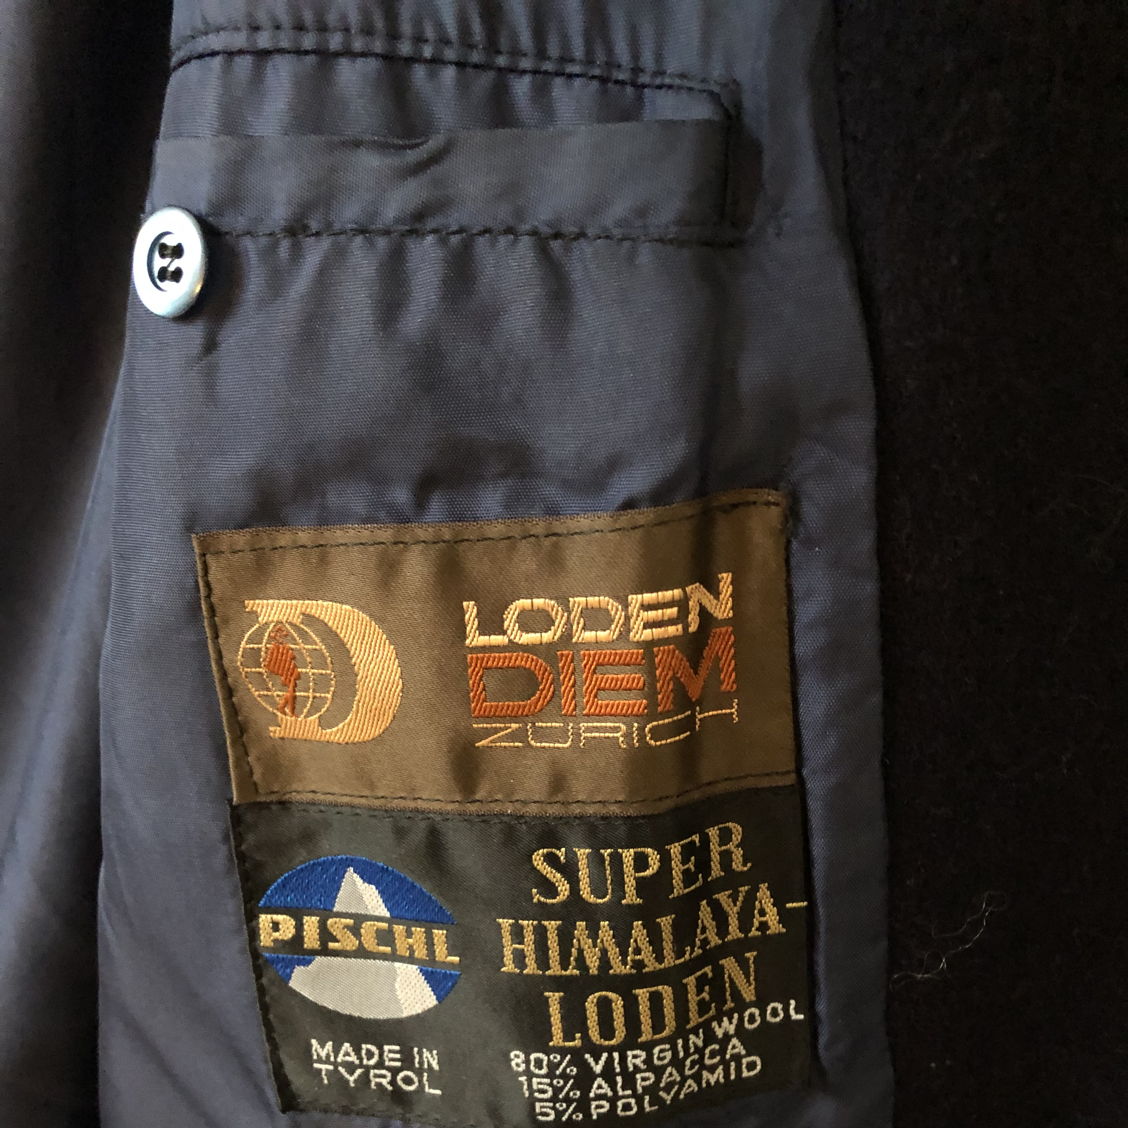 D
LODEN
DIEM
ZÜRICH
PISCHL
MADE IN
TYROL
SUPER
HIMALAYA-
LODEN
80% VIRGIN WOOL
15% ALPACCA
5% POLYAMID